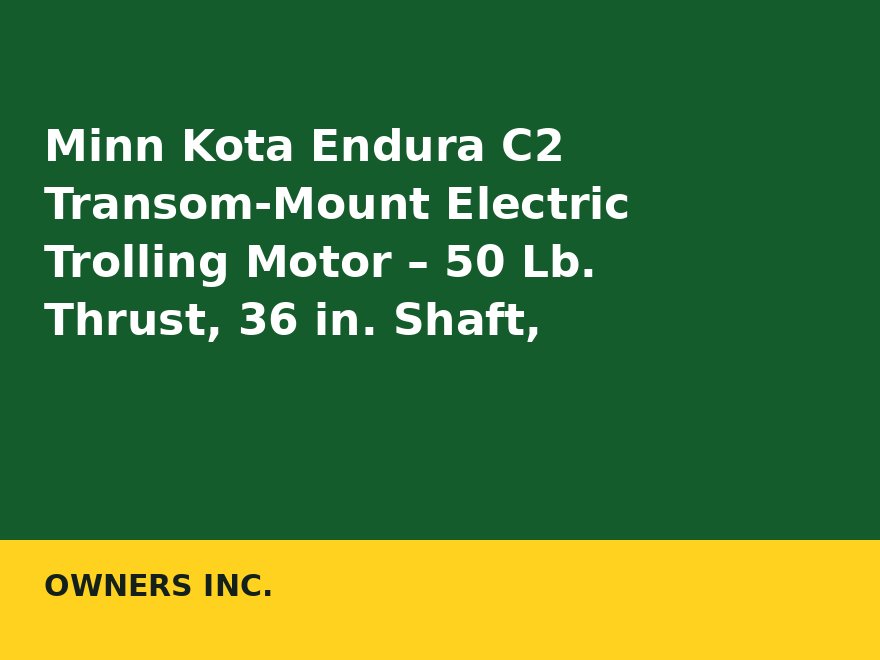 Minn Kota Endura C2
Transom-Mount Electric
Trolling Motor – 50 Lb.
Thrust, 36 in. Shaft,
OWNERS INC.